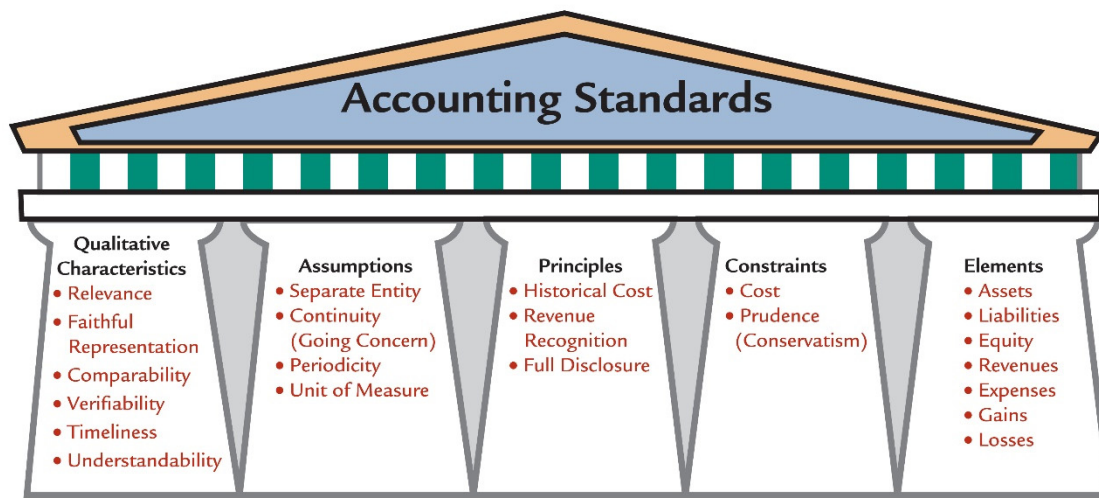 Accounting Standards
Qualitative
Characteristics
• Relevance
• Faithful
Representation
• Comparability
• Verifiability
• Timeliness
• Understandability
Assumptions
• Separate Entity
• Continuity
(Going Concern)
• Periodicity
• Unit of Measure
Principles
• Historical Cost
• Revenue
Recognition
• Full Disclosure
Constraints
• Cost
• Prudence
(Conservatism)
Elements
• Assets
• Liabilities
• Equity
• Revenues
• Expenses
• Gains
• Losses